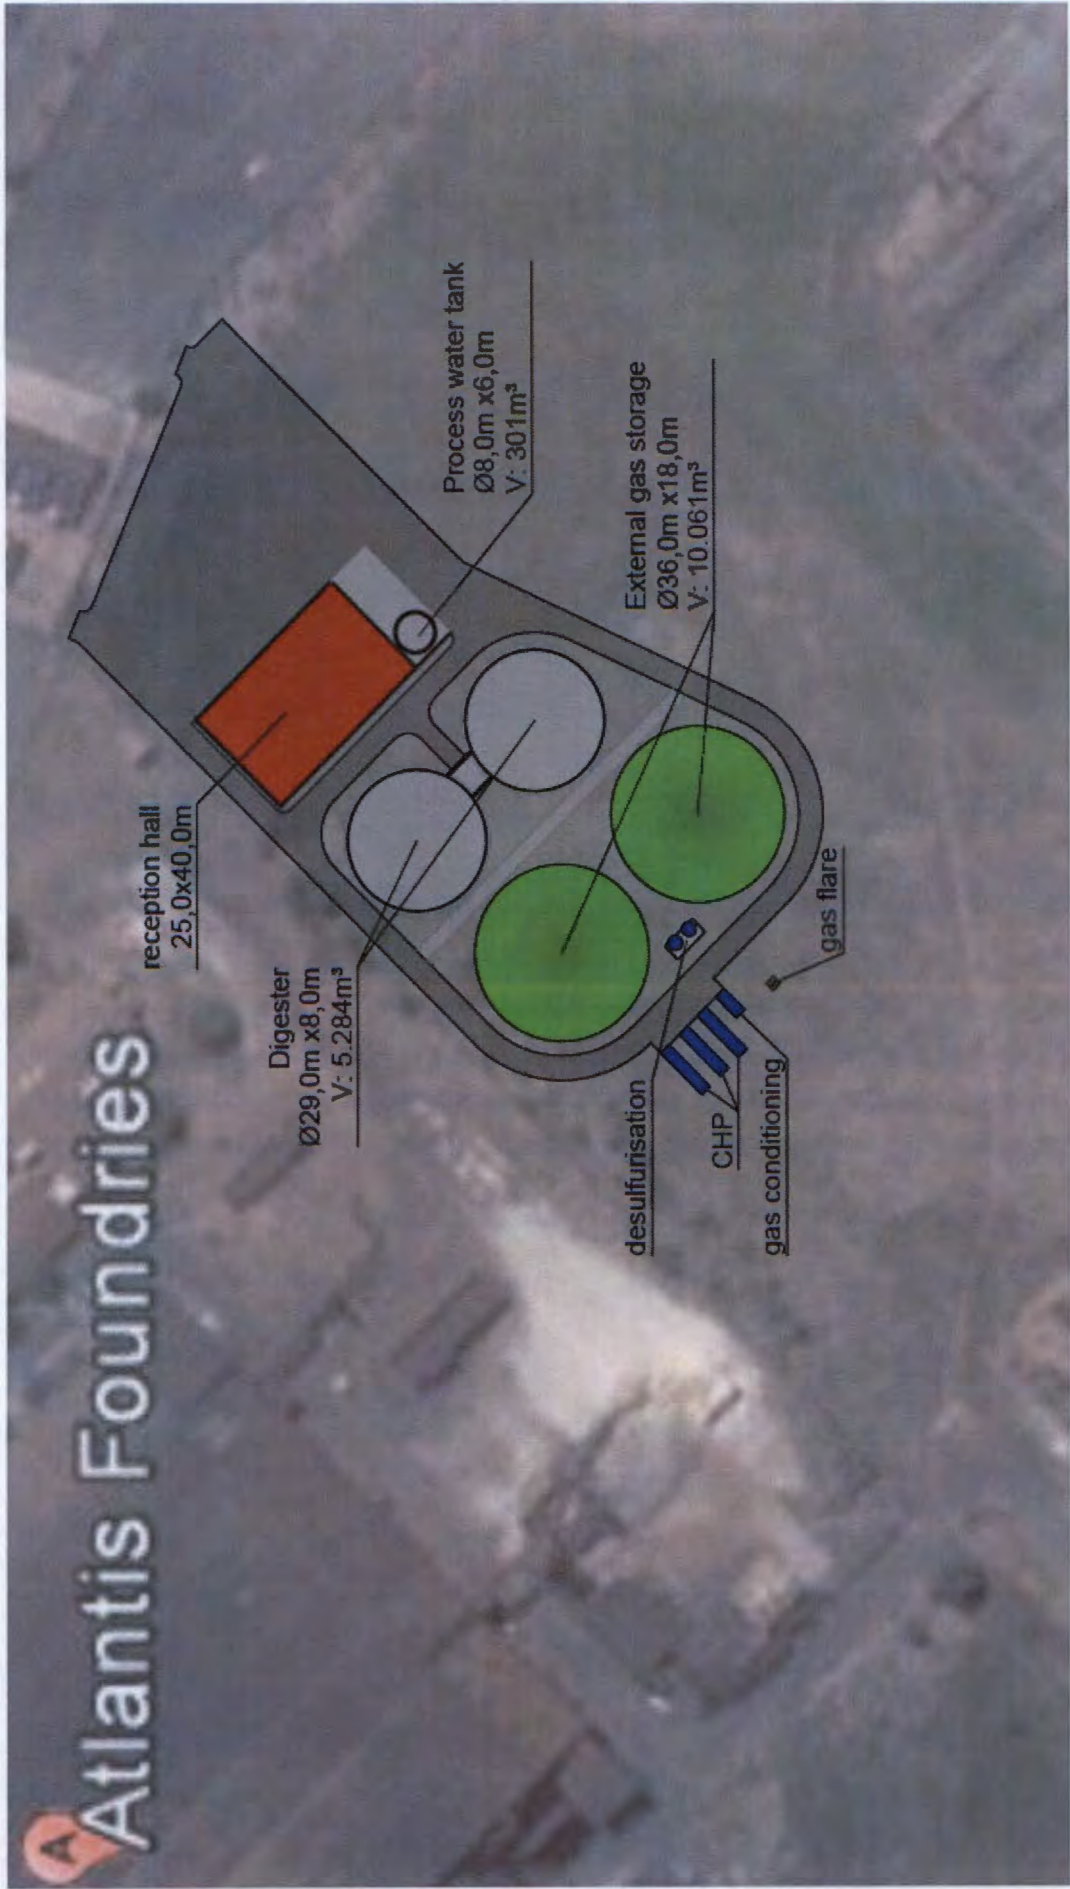 A
Atlantis Foundries
reception hall
25,0x40,0m
Digester
Ø29,0m x8,0m
V: 5.284m³
Process water tank
Ø8,0m x6,0m
V: 301m³
External gas storage
Ø36,0m x18,0m
V: 10.061m³
desulfurisation
CHP
gas conditioning
gas flare